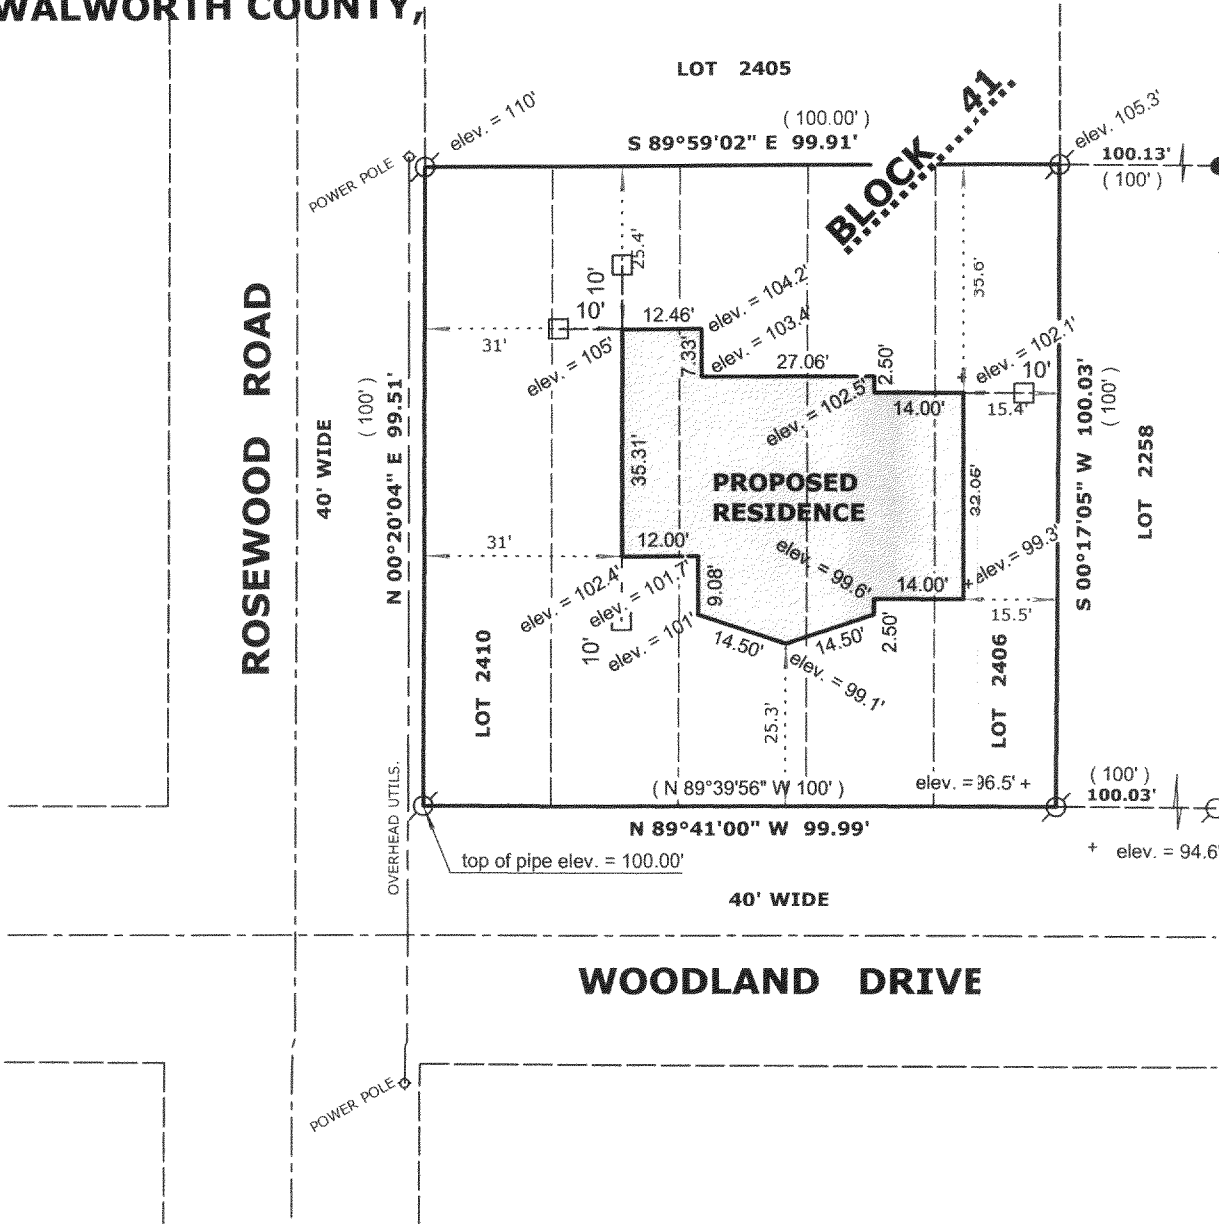 WALWORTH COUNTY,
LOT 2405
BLOCK 41
elev. = 110'
( 100.00' )
S 89°59'02" E 99.91'
elev. 105.3'
100.13'
( 100' )
POWER POLE
25.4'
10'
10'
31'
12.46'
7.33'
elev. = 104.2'
elev. = 103.4'
35.6'
elev. = 105'
27.06'
2.50'
elev. = 102.1'
10'
elev. = 102.5'
14.00'
15.4'
ROSEWOOD ROAD
40' WIDE
( 100' )
N 00°20'04" E 99.51'
S 00°17'05" W 100.03'
( 100' )
LOT 2258
35.31'
PROPOSED
RESIDENCE
32.06'
31'
12.00'
elev. = 99.6'
elev. = 99.3'
elev. = 102.4'
elev. = 101.7'
elev. = 101'
9.08'
14.00'
15.5'
10'
14.50'
14.50'
2.50'
elev. = 99.1'
LOT 2410
LOT 2406
25.3'
OVERHEAD UTILS.
( N 89°39'56" W 100' )
elev. = 96.5' +
( 100' )
100.03'
N 89°41'00" W 99.99'
top of pipe elev. = 100.00'
+ elev. = 94.6'
40' WIDE
WOODLAND DRIVE
POWER POLE